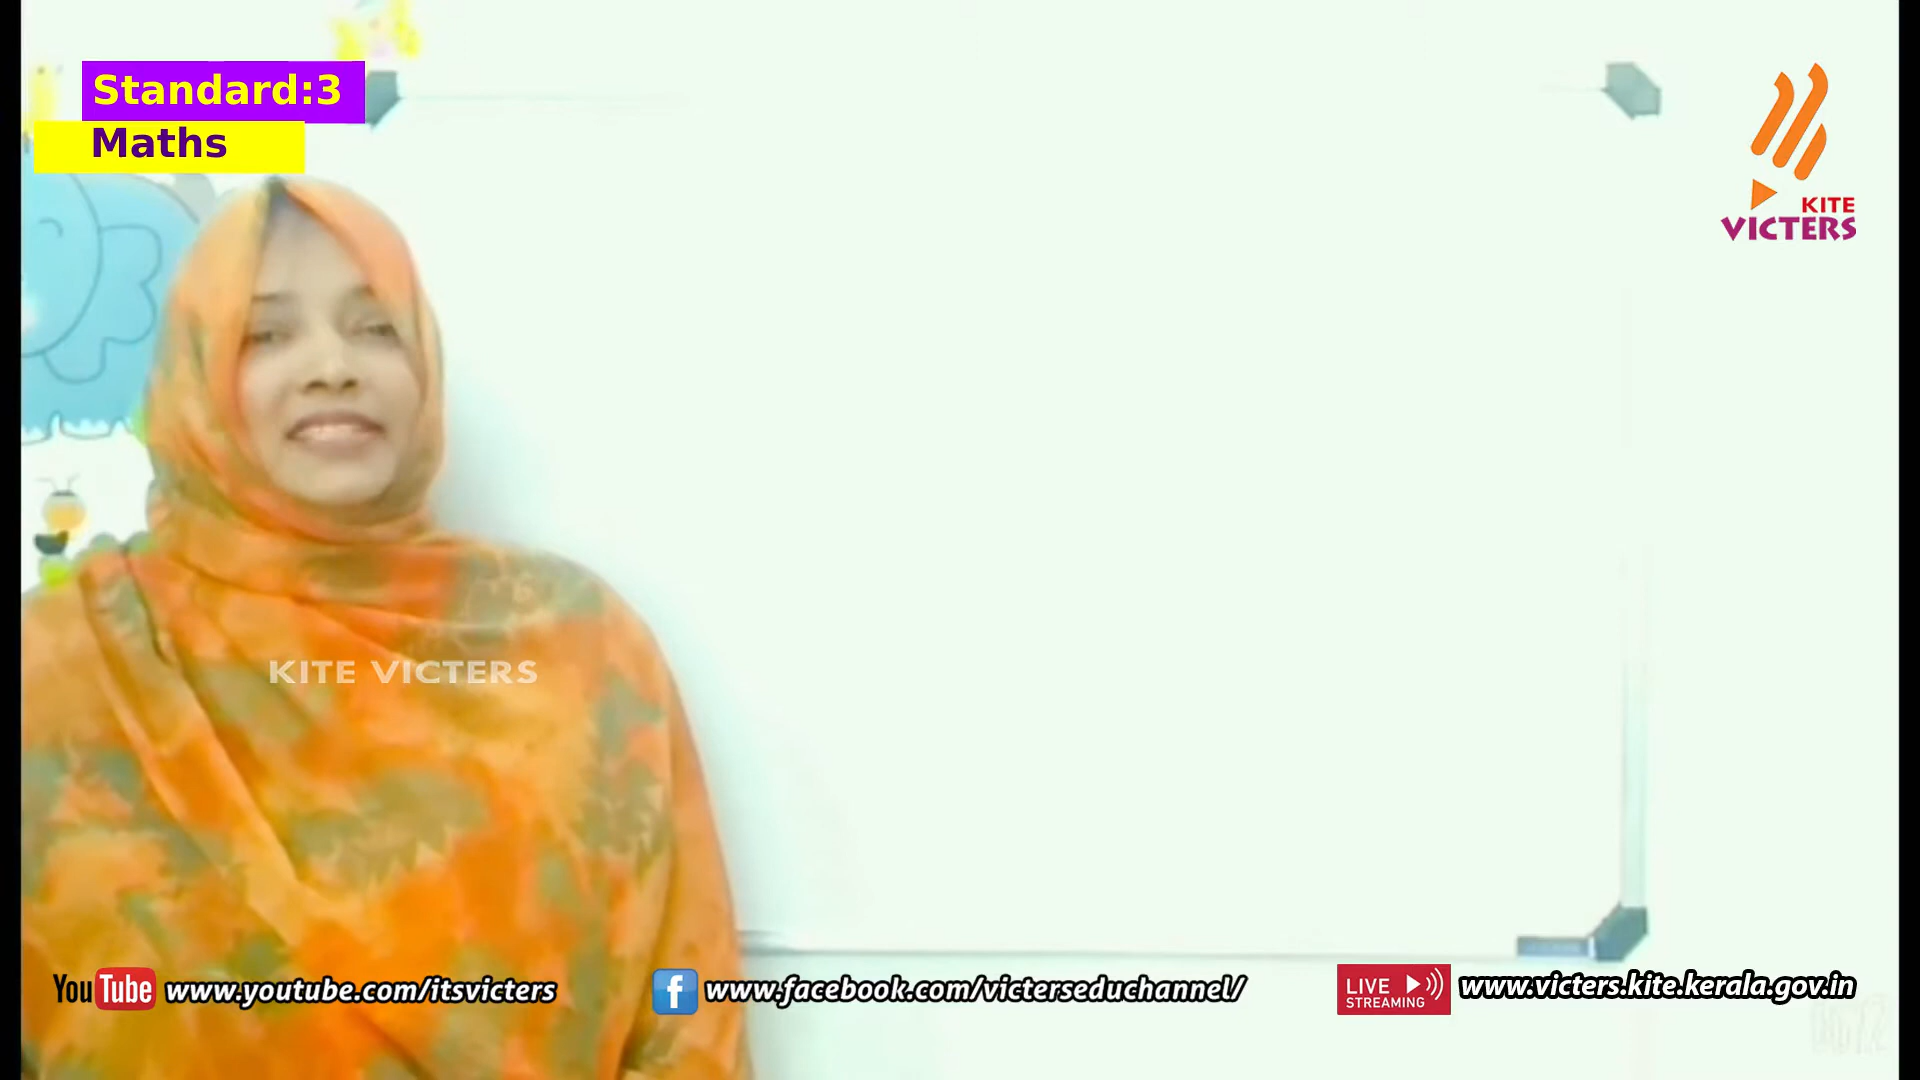 Standard:3
Maths
KITE
VICTERS
KITE VICTERS
YouTube www.youtube.com/itsvicters
f www.facebook.com/victerseduchannel/
LIVE STREAMING www.victers.kite.kerala.gov.in